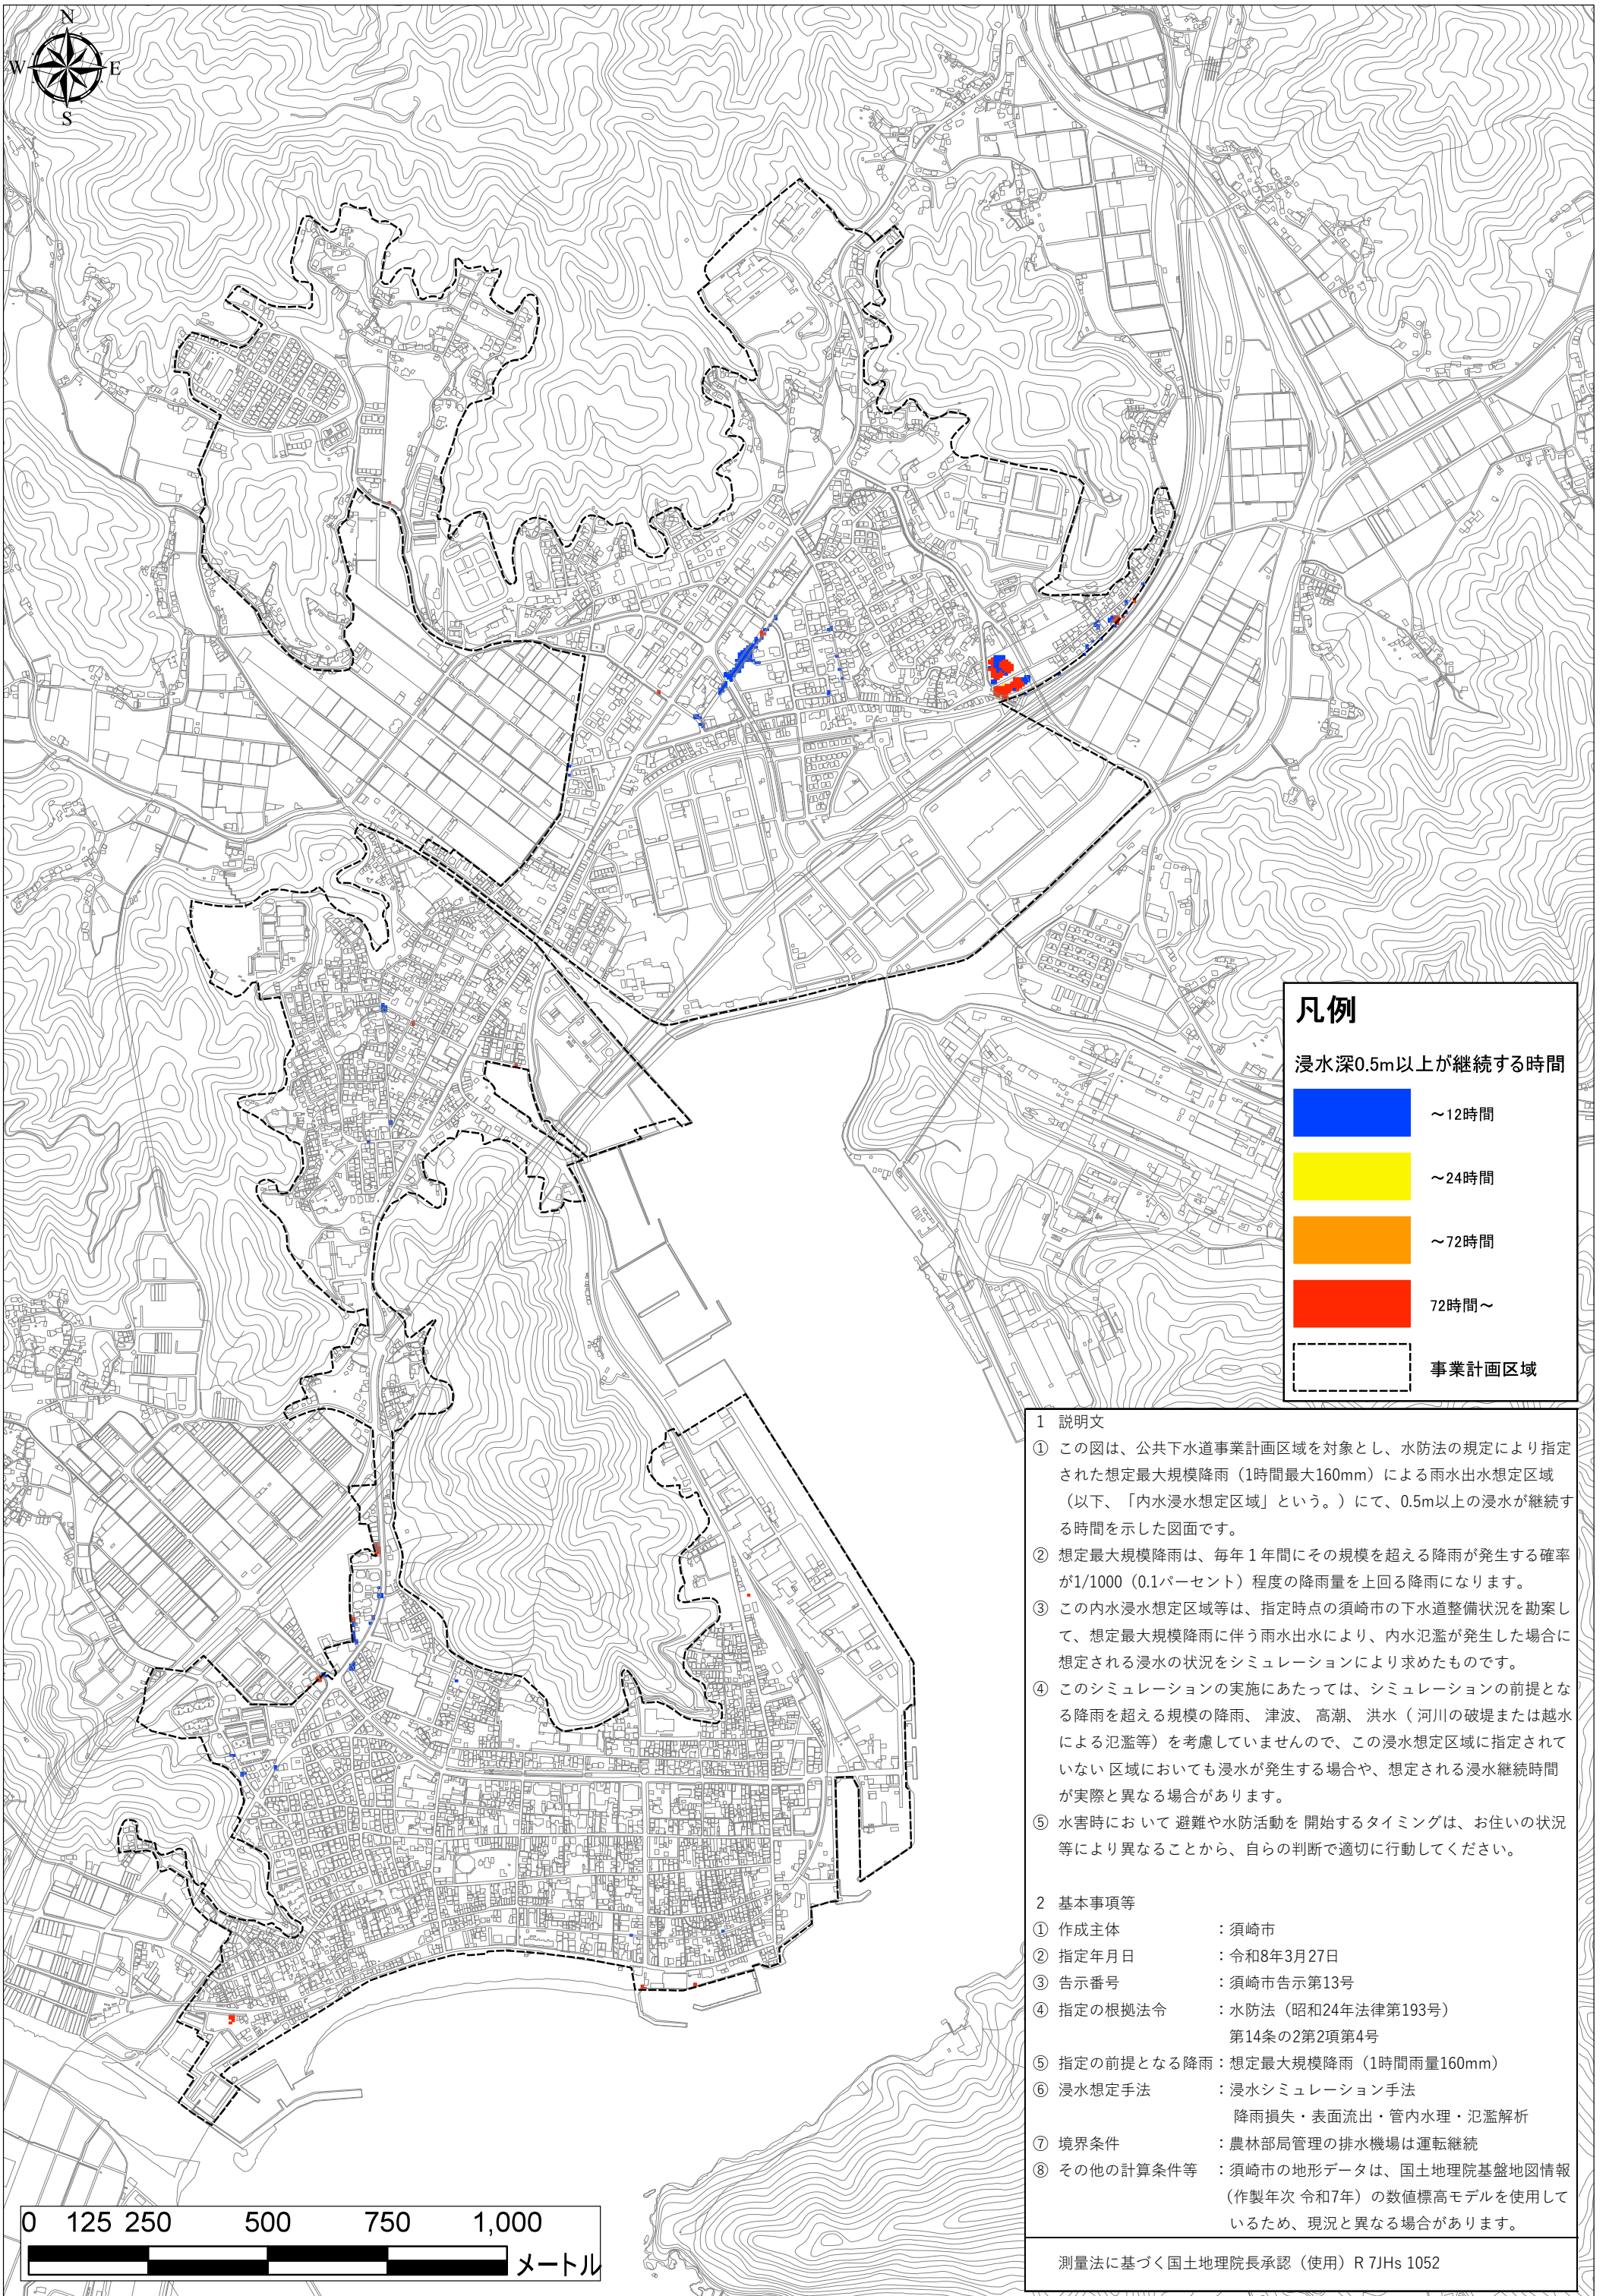 N
W E
S
凡例
浸水深0.5m以上が継続する時間
～12時間
～24時間
～72時間
72時間～
事業計画区域
1 説明文
① この図は、公共下水道事業計画区域を対象とし、水防法の規定により指定
された想定最大規模降雨（1時間最大160mm）による雨水出水想定区域
（以下、「内水浸水想定区域」という。）にて、0.5m以上の浸水が継続す
る時間を示した図面です。
② 想定最大規模降雨は、毎年１年間にその規模を超える降雨が発生する確率
が1/1000（0.1パーセント）程度の降雨量を上回る降雨になります。
③ この内水浸水想定区域等は、指定時点の須崎市の下水道整備状況を勘案し
て、想定最大規模降雨に伴う雨水出水により、内水氾濫が発生した場合に
想定される浸水の状況をシミュレーションにより求めたものです。
④ このシミュレーションの実施にあたっては、シミュレーションの前提とな
る降雨を超える規模の降雨、 津波、 高潮、 洪水（ 河川の破堤または越水
による氾濫等）を考慮していませんので、この浸水想定区域に指定されて
いない 区域においても浸水が発生する場合や、想定される浸水継続時間
が実際と異なる場合があります。
⑤ 水害時にお いて 避難や水防活動を 開始するタイミングは、お住いの状況
等により異なることから、自らの判断で適切に行動してください。
2 基本事項等
① 作成主体 ：須崎市
② 指定年月日 ：令和8年3月27日
③ 告示番号 ：須崎市告示第13号
④ 指定の根拠法令 ：水防法（昭和24年法律第193号）
第14条の2第2項第4号
⑤ 指定の前提となる降雨：想定最大規模降雨（1時間雨量160mm）
⑥ 浸水想定手法 ：浸水シミュレーション手法
降雨損失・表面流出・管内水理・氾濫解析
⑦ 境界条件 ：農林部局管理の排水機場は運転継続
⑧ その他の計算条件等 ：須崎市の地形データは、国土地理院基盤地図情報
（作製年次 令和7年）の数値標高モデルを使用して
いるため、現況と異なる場合があります。
測量法に基づく国土地理院長承認（使用）R 7JHs 1052
0 125 250 500 750 1,000
メートル